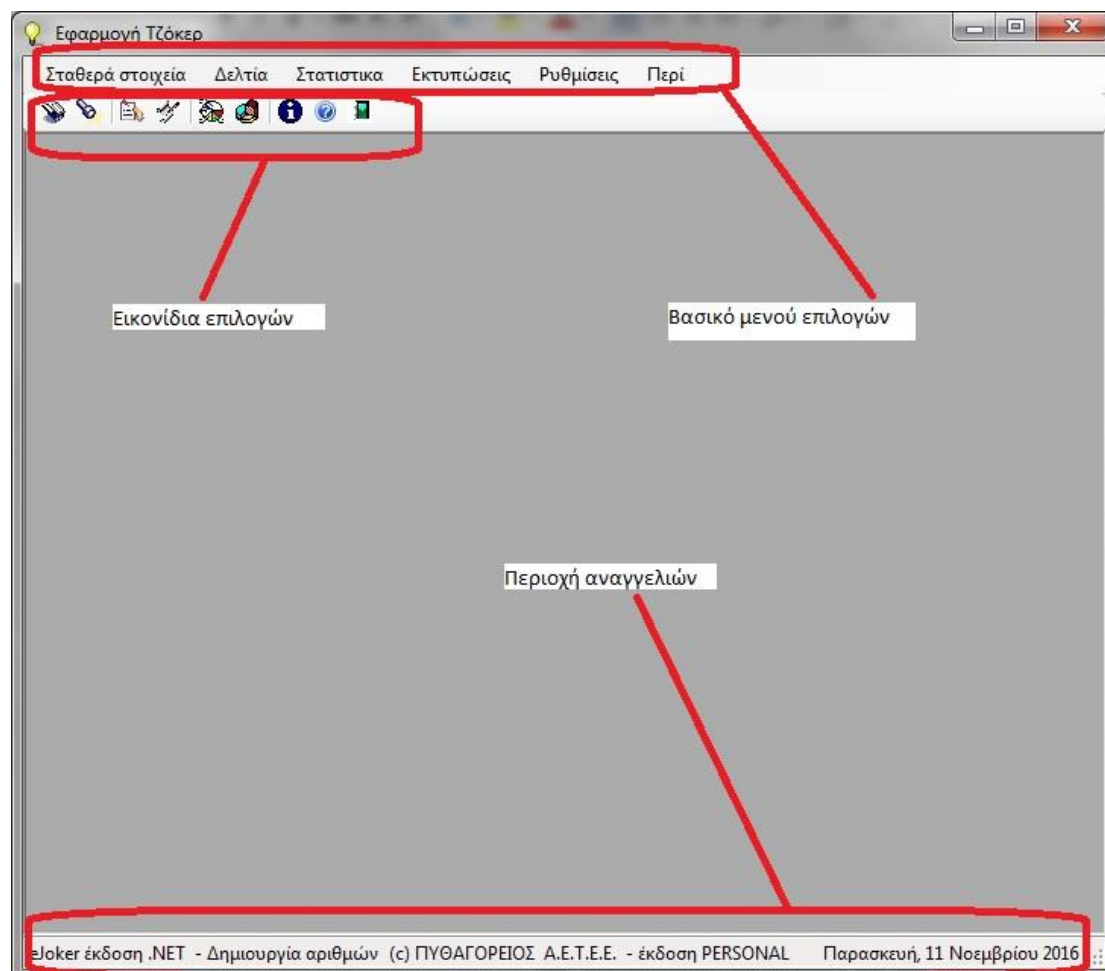 Εφαρμογή Τζόκερ
Σταθερά στοιχεία Δελτία Στατιστικα Εκτυπώσεις Ρυθμίσεις Περί
Εικονίδια επιλογών
Βασικό μενού επιλογών
Περιοχή αναγγελιών
eJoker έκδοση .NET - Δημιουργία αριθμών (c) ΠΥΘΑΓΟΡΕΙΟΣ Α.Ε.Τ.Ε.Ε. - έκδοση PERSONAL Παρασκευή, 11 Νοεμβρίου 2016